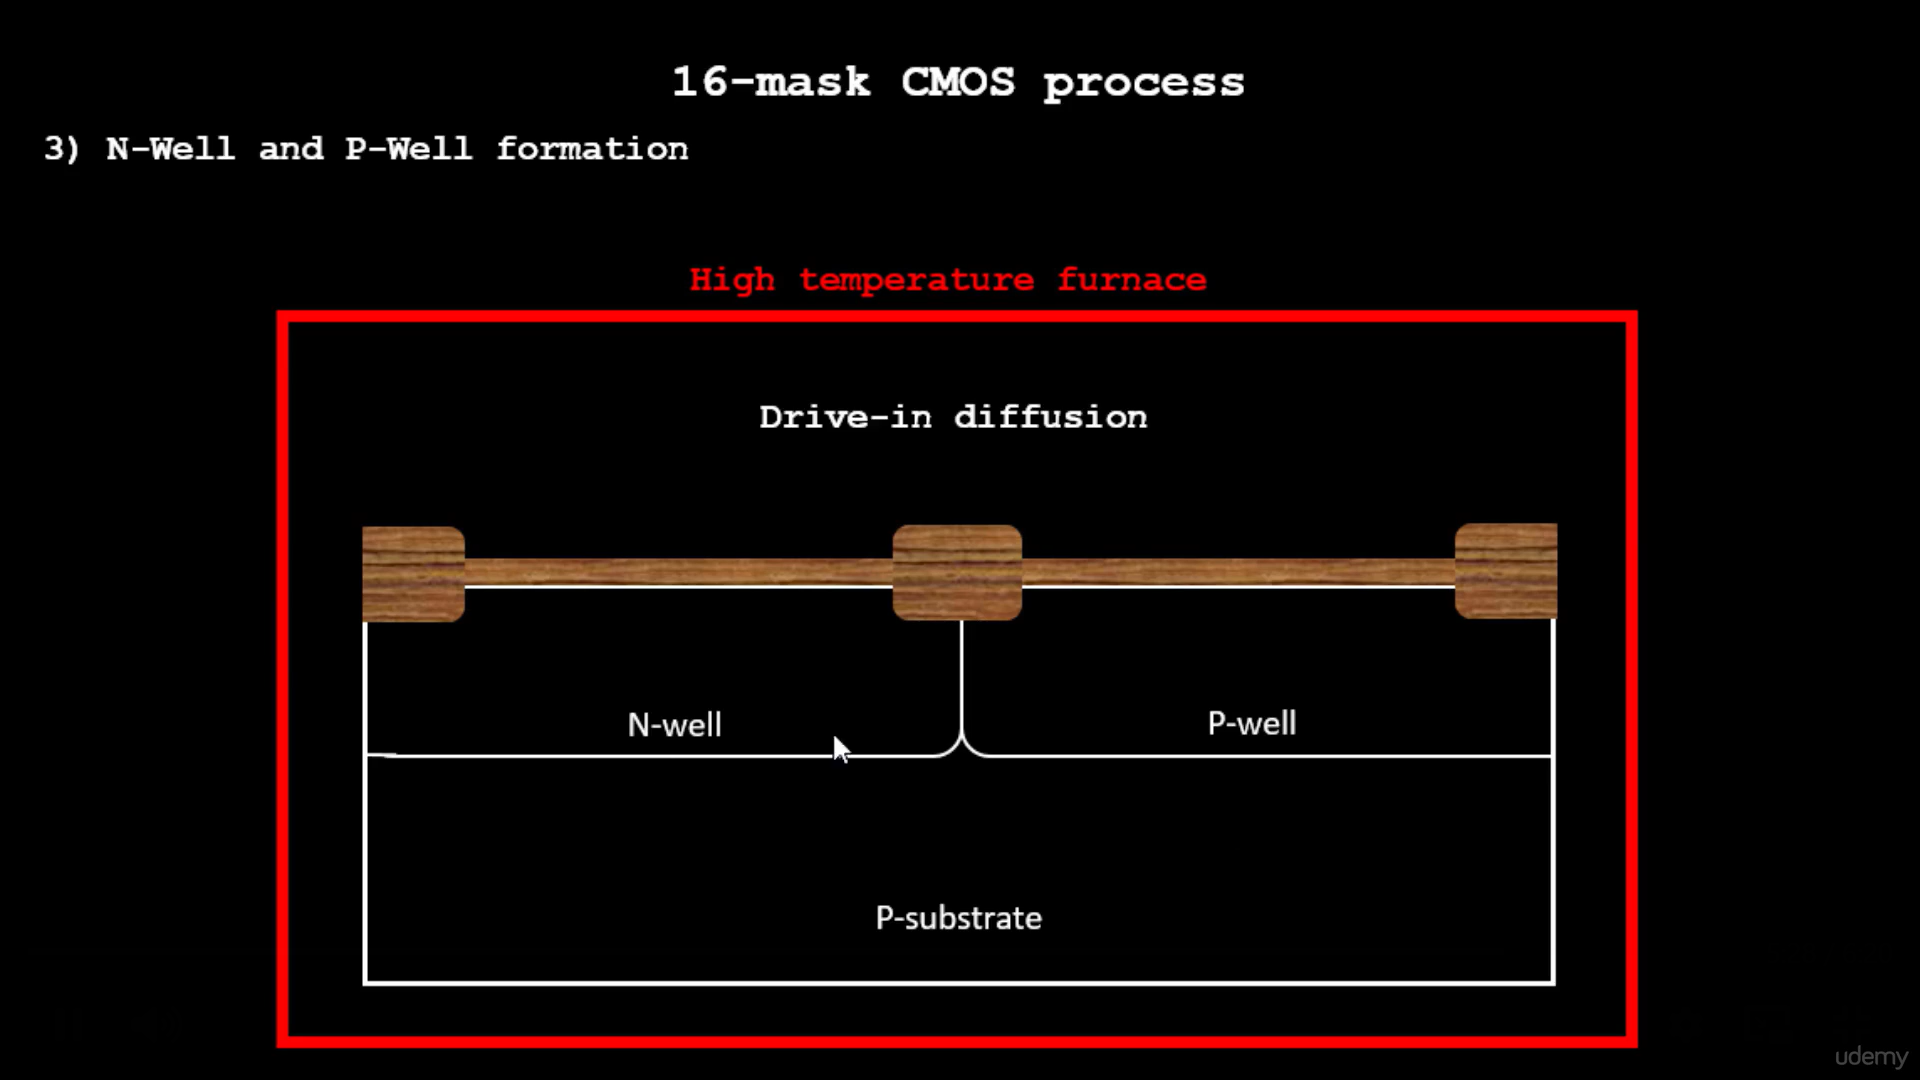 16-mask CMOS process
3) N-Well and P-Well formation
High temperature furnace
Drive-in diffusion
N-well
P-well
P-substrate
udemy